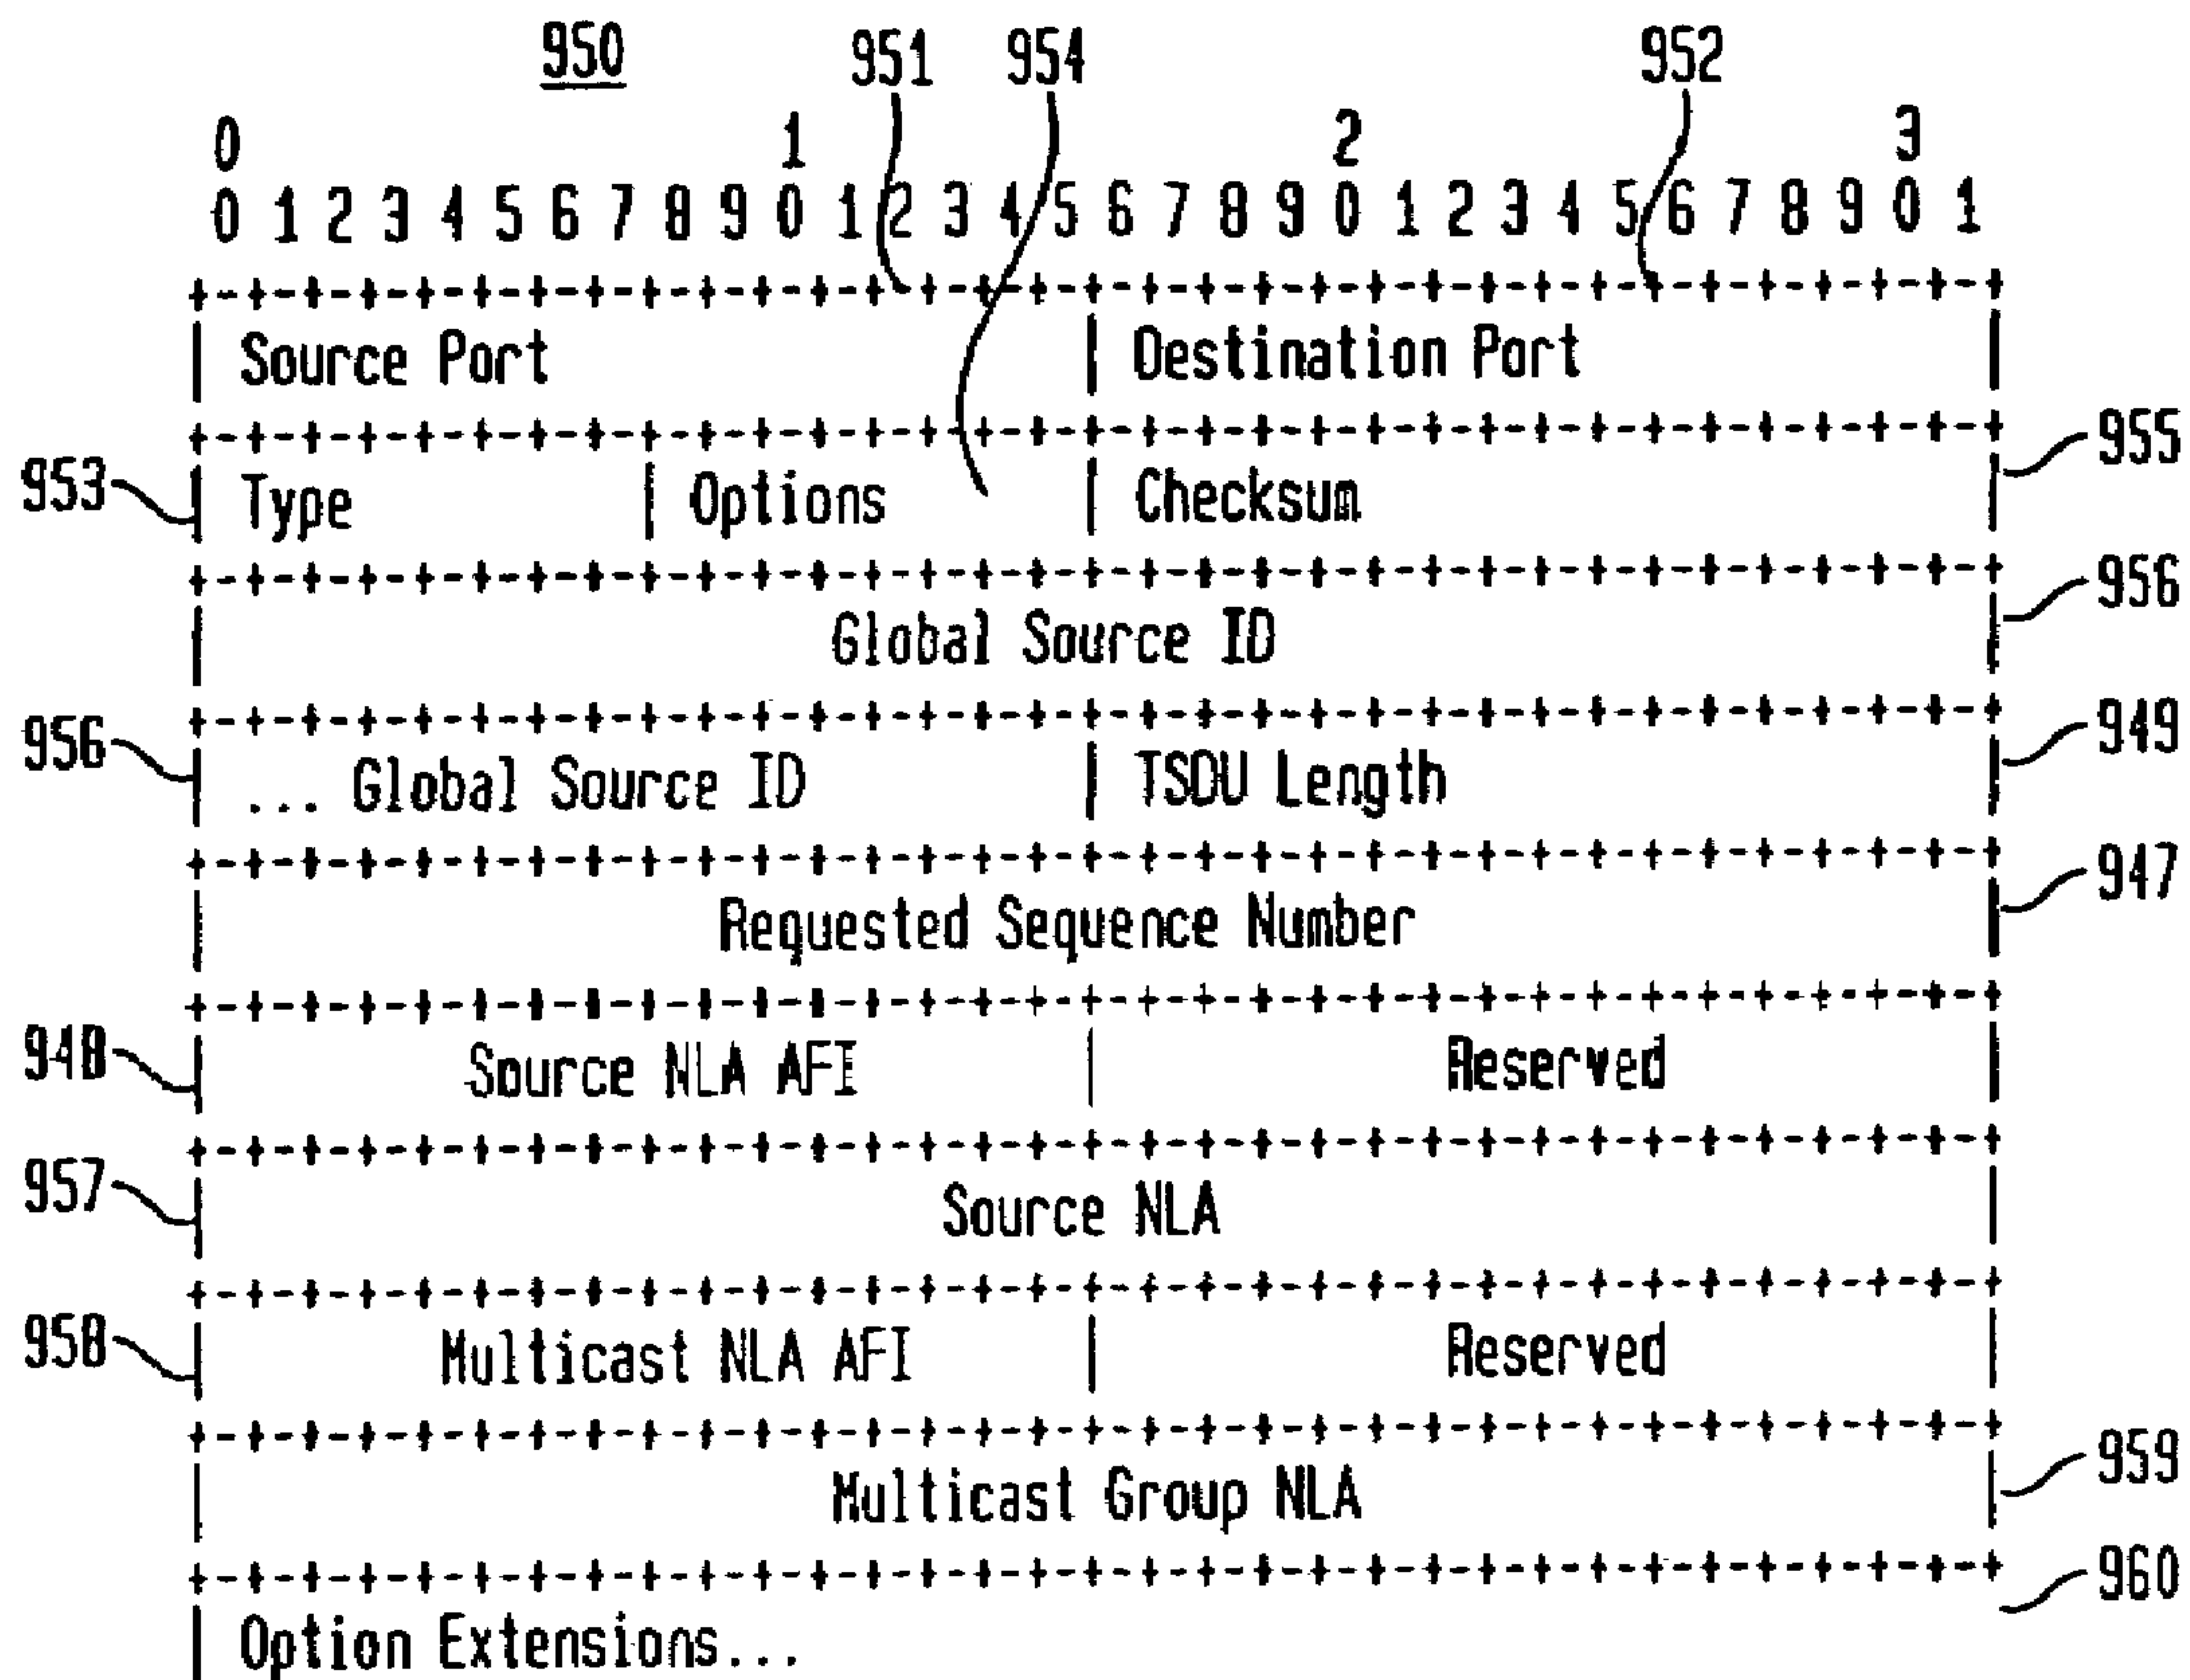 950 951 954 952
0 1 2 3
0 1 2 3 4 5 6 7 8 9 0 1 2 3 4 5 6 7 8 9 0 1 2 3 4 5 6 7 8 9 0 1
+-+-+-+-+-+-+-+-+-+-+-+-+-+-+-+-+-+-+-+-+-+-+-+-+-+-+-+-+-+-+-+-+
| Source Port | Destination Port |
+-+-+-+-+-+-+-+-+-+-+-+-+-+-+-+-+-+-+-+-+-+-+-+-+-+-+-+-+-+-+-+-+
953 | Type | Options | Checksum | 955
+-+-+-+-+-+-+-+-+-+-+-+-+-+-+-+-+-+-+-+-+-+-+-+-+-+-+-+-+-+-+-+-+
| Global Source ID | 956
+-+-+-+-+-+-+-+-+-+-+-+-+-+-+-+-+-+-+-+-+-+-+-+-+-+-+-+-+-+-+-+-+
956 | ... Global Source ID | TSDU Length | 949
+-+-+-+-+-+-+-+-+-+-+-+-+-+-+-+-+-+-+-+-+-+-+-+-+-+-+-+-+-+-+-+-+
| Requested Sequence Number | 947
+-+-+-+-+-+-+-+-+-+-+-+-+-+-+-+-+-+-+-+-+-+-+-+-+-+-+-+-+-+-+-+-+
948 | Source NLA AFI | Reserved |
+-+-+-+-+-+-+-+-+-+-+-+-+-+-+-+-+-+-+-+-+-+-+-+-+-+-+-+-+-+-+-+-+
957 | Source NLA |
+-+-+-+-+-+-+-+-+-+-+-+-+-+-+-+-+-+-+-+-+-+-+-+-+-+-+-+-+-+-+-+-+
958 | Multicast NLA AFI | Reserved |
+-+-+-+-+-+-+-+-+-+-+-+-+-+-+-+-+-+-+-+-+-+-+-+-+-+-+-+-+-+-+-+-+
| Multicast Group NLA | 959
+-+-+-+-+-+-+-+-+-+-+-+-+-+-+-+-+-+-+-+-+-+-+-+-+-+-+-+-+-+-+-+-+
| Option Extensions... 960